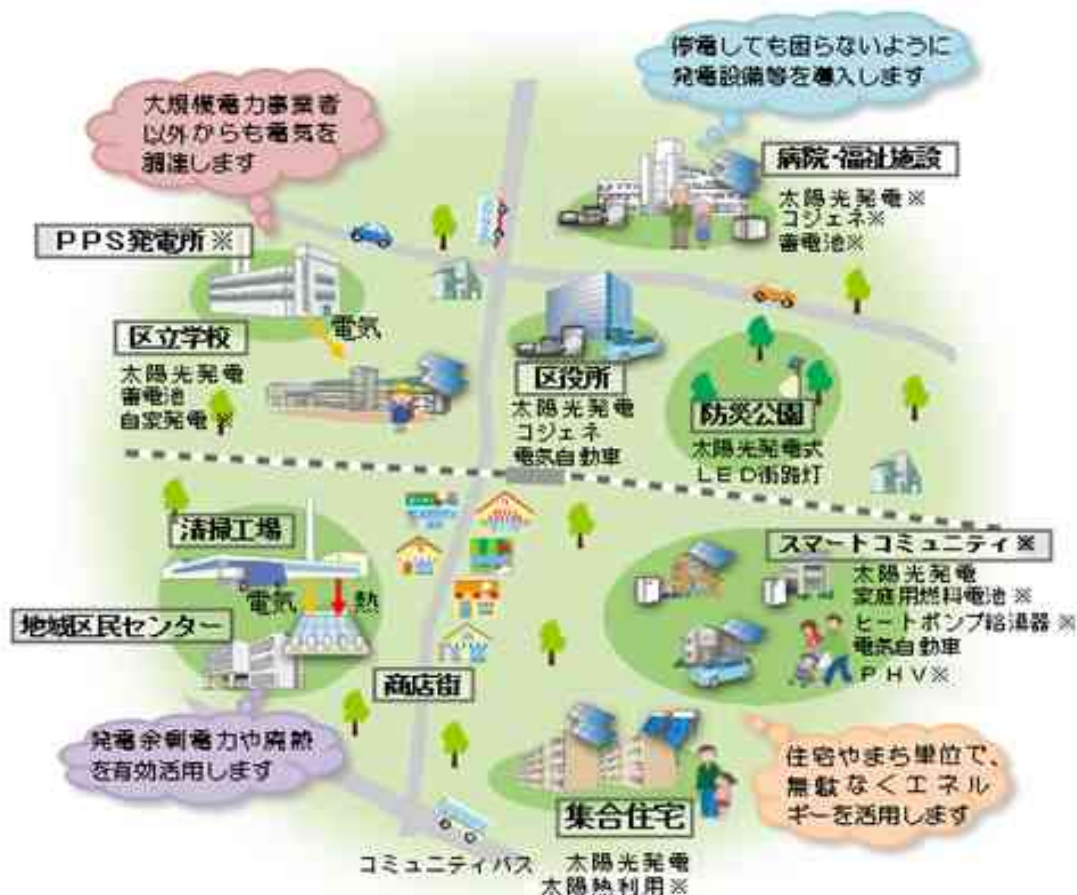 停電しても困らないように
発電設備等を導入します
大規模電力事業者
以外からも電気を
調達します
病院・福祉施設
太陽光発電※
コジェネ※
蓄電池※
PPS発電所※
電気
区立学校
太陽光発電
蓄電池
自家発電※
区役所
太陽光発電
コジェネ
電気自動車
防災公園
太陽光発電式
LED街路灯
清掃工場
電気
熱
地域区民センター
商店街
スマートコミュニティ※
太陽光発電
家庭用燃料電池※
ヒートポンプ給湯器※
電気自動車
PHV※
発電余剰電力や廃熱
を有効活用します
住宅やまち単位で、
無駄なくエネル
ギーを活用します
集合住宅
太陽光発電
太陽熱利用※
コミュニティバス